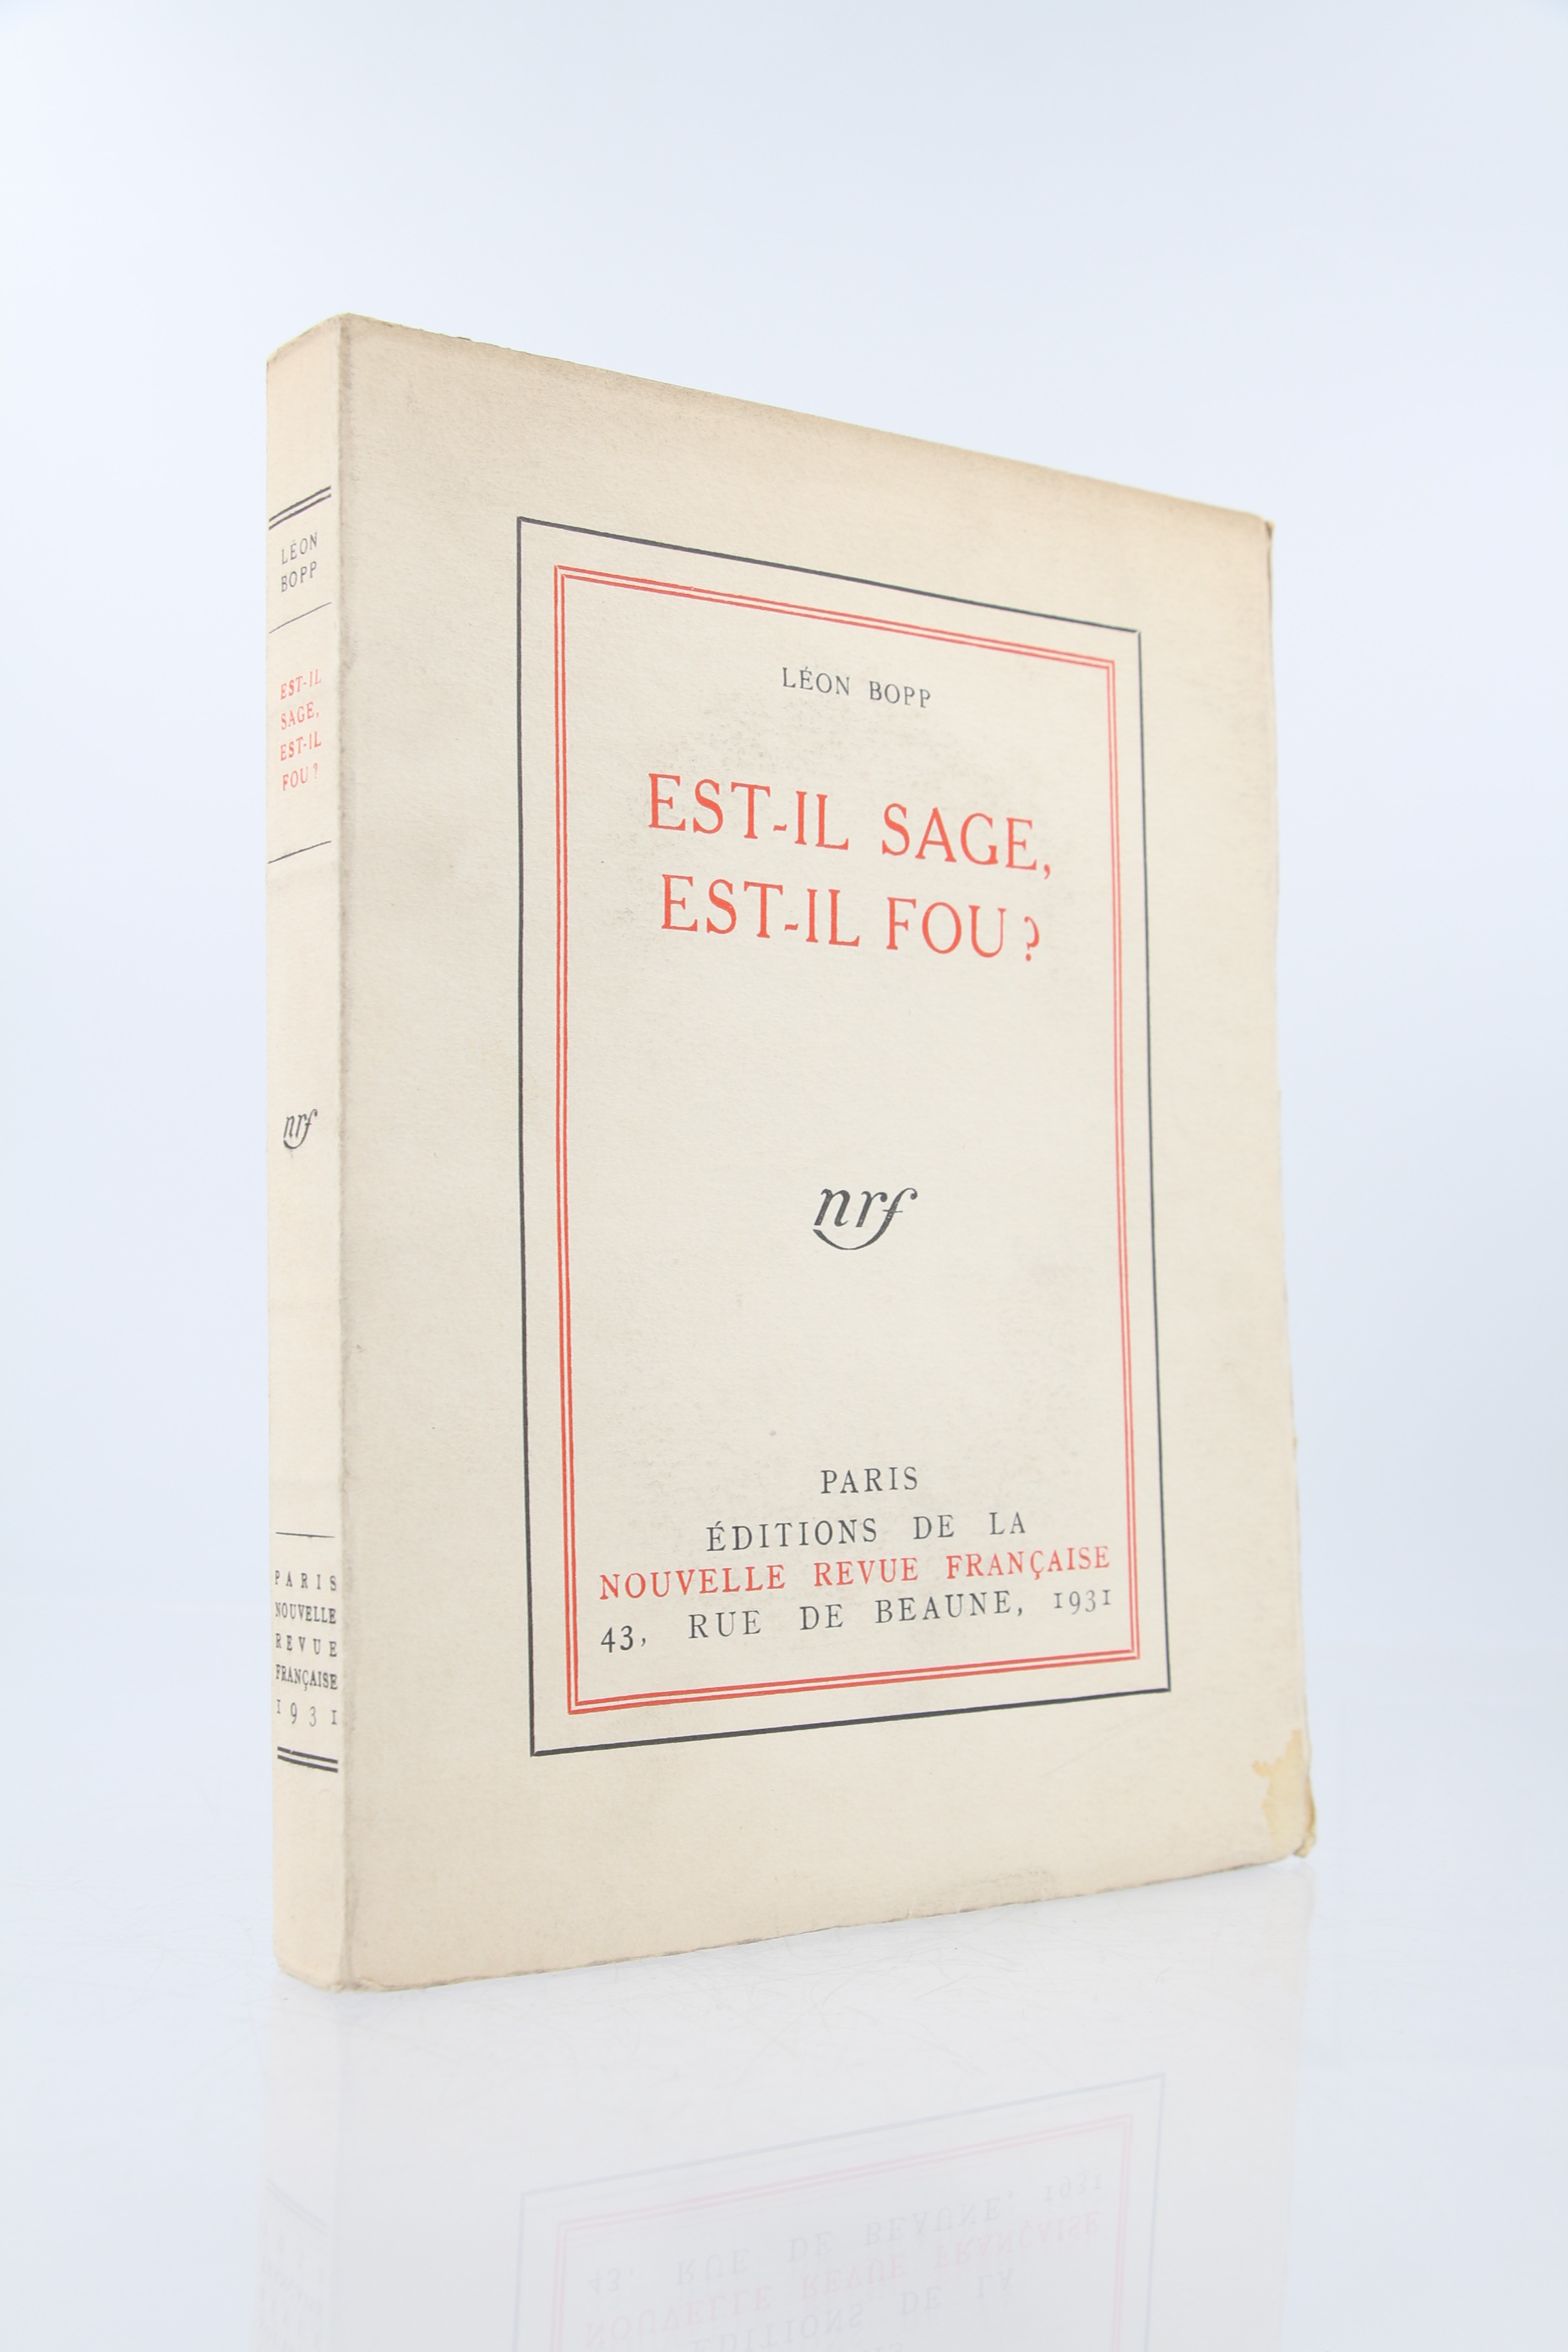 LÉON
BOPP
EST-IL
SAGE,
EST-IL
FOU ?
nrf
PARIS
NOUVELLE
REVUE
FRANÇAISE
1931
LÉON BOPP
EST-IL SAGE,
EST-IL FOU ?
nrf
PARIS
ÉDITIONS DE LA
NOUVELLE REVUE FRANÇAISE
43, RUE DE BEAUNE, 1931